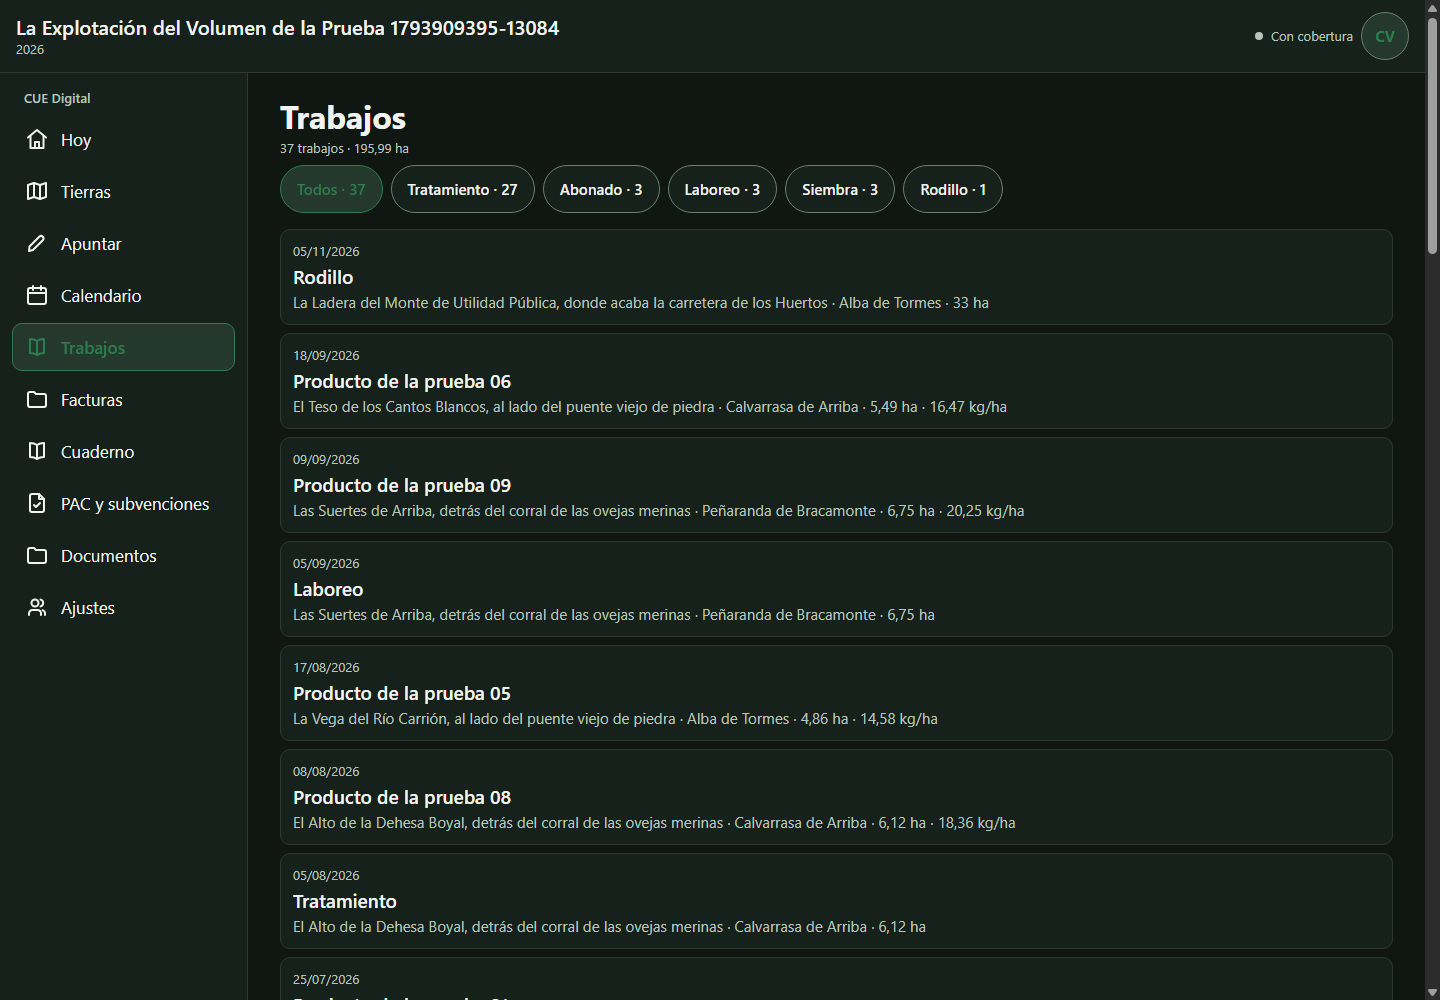 La Explotación del Volumen de la Prueba 1793909395-13084
2026
Con cobertura
CV
CUE Digital
Hoy
Tierras
Apuntar
Calendario
Trabajos
Facturas
Cuaderno
PAC y subvenciones
Documentos
Ajustes
Trabajos
37 trabajos · 195,99 ha
Todos · 37
Tratamiento · 27
Abonado · 3
Laboreo · 3
Siembra · 3
Rodillo · 1
05/11/2026
Rodillo
La Ladera del Monte de Utilidad Pública, donde acaba la carretera de los Huertos · Alba de Tormes · 33 ha
18/09/2026
Producto de la prueba 06
El Teso de los Cantos Blancos, al lado del puente viejo de piedra · Calvarrasa de Arriba · 5,49 ha · 16,47 kg/ha
09/09/2026
Producto de la prueba 09
Las Suertes de Arriba, detrás del corral de las ovejas merinas · Peñaranda de Bracamonte · 6,75 ha · 20,25 kg/ha
05/09/2026
Laboreo
Las Suertes de Arriba, detrás del corral de las ovejas merinas · Peñaranda de Bracamonte · 6,75 ha
17/08/2026
Producto de la prueba 05
La Vega del Río Carrión, al lado del puente viejo de piedra · Alba de Tormes · 4,86 ha · 14,58 kg/ha
08/08/2026
Producto de la prueba 08
El Alto de la Dehesa Boyal, detrás del corral de las ovejas merinas · Calvarrasa de Arriba · 6,12 ha · 18,36 kg/ha
05/08/2026
Tratamiento
El Alto de la Dehesa Boyal, detrás del corral de las ovejas merinas · Calvarrasa de Arriba · 6,12 ha
25/07/2026